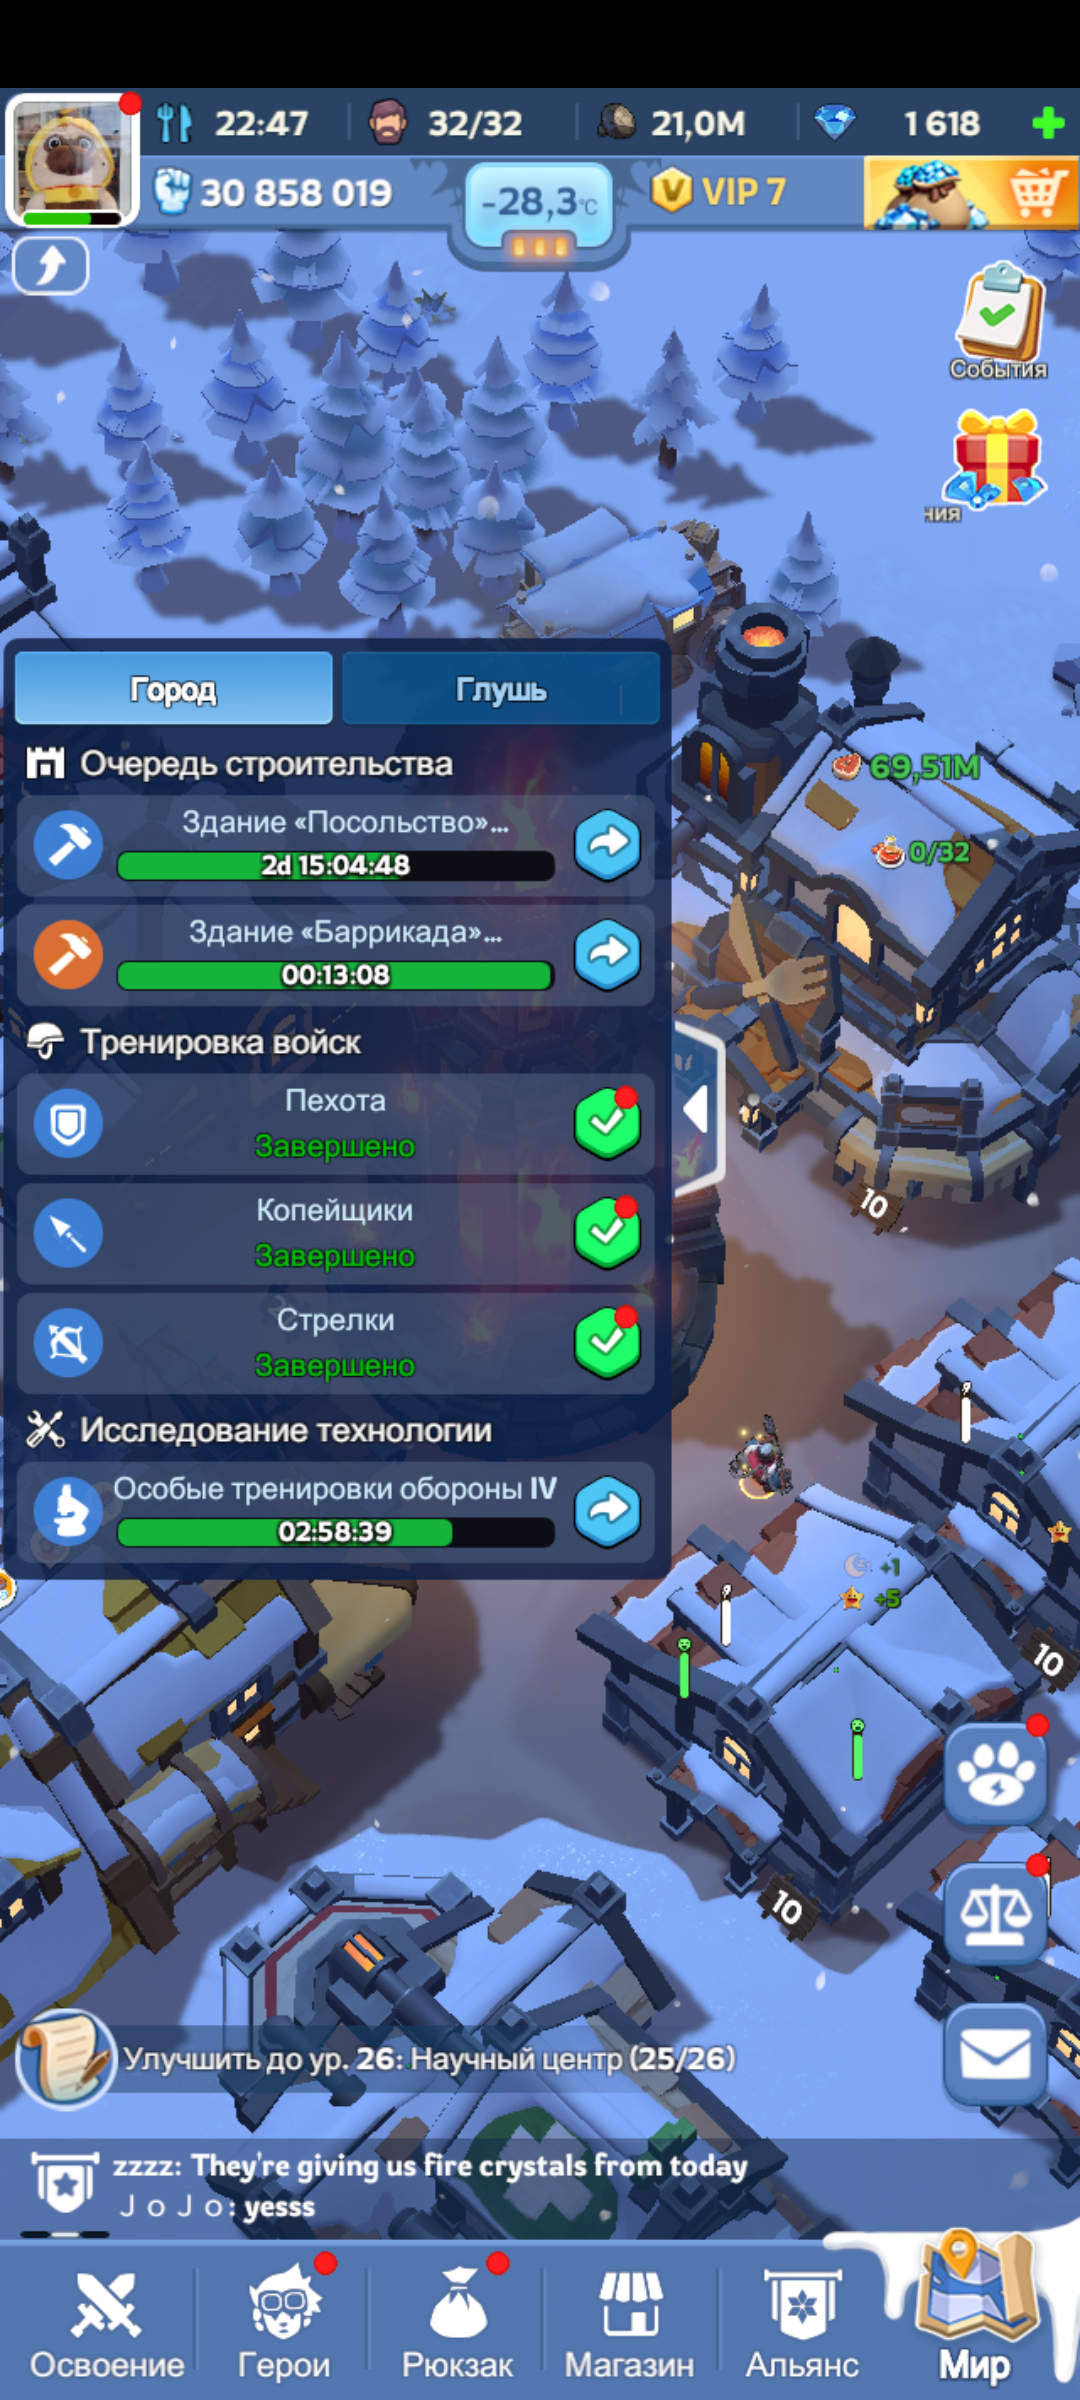 22:47
32/32
21,0M
1 618
30 858 019
-28,3°C
VIP 7
События
ния
Город
Глушь
Очередь строительства
Здание «Посольство»...
2d 15:04:48
Здание «Баррикада»...
00:13:08
Тренировка войск
Пехота
Завершено
Копейщики
Завершено
Стрелки
Завершено
Исследование технологии
Особые тренировки обороны IV
02:58:39
69,51M
0/32
10
+1
+5
10
10
Улучшить до ур. 26: Научный центр (25/26)
zzzz: They're giving us fire crystals from today
J o J o: yesss
Освоение
Герои
Рюкзак
Магазин
Альянс
Мир